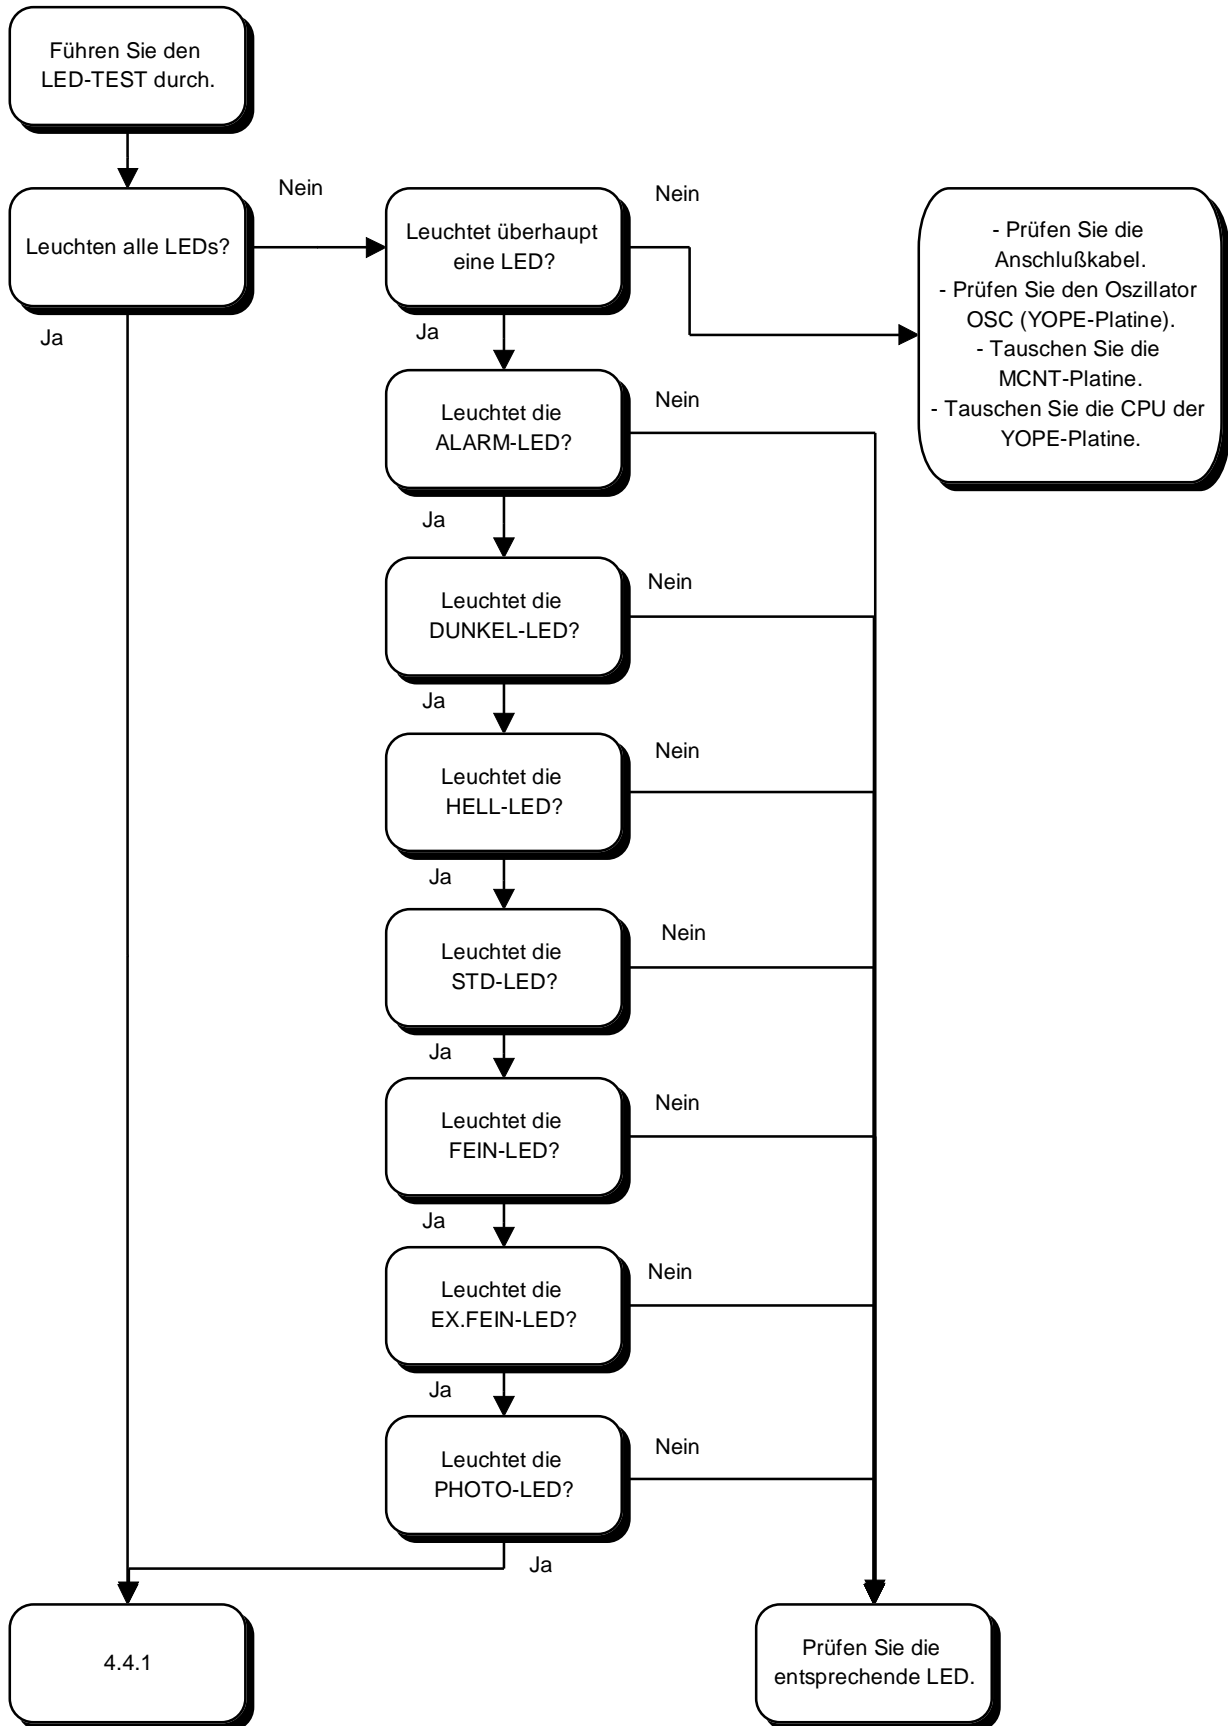 Führen Sie den
LED-TEST durch.
Nein
Nein
Leuchten alle LEDs?
Leuchtet überhaupt
eine LED?
- Prüfen Sie die
Anschlußkabel.
- Prüfen Sie den Oszillator
OSC (YOPE-Platine).
- Tauschen Sie die
MCNT-Platine.
- Tauschen Sie die CPU der
YOPE-Platine.
Ja
Ja
Leuchtet die
ALARM-LED?
Nein
Ja
Leuchtet die
DUNKEL-LED?
Nein
Ja
Leuchtet die
HELL-LED?
Nein
Ja
Leuchtet die
STD-LED?
Nein
Ja
Leuchtet die
FEIN-LED?
Nein
Ja
Leuchtet die
EX.FEIN-LED?
Nein
Ja
Leuchtet die
PHOTO-LED?
Nein
Ja
4.4.1
Prüfen Sie die
entsprechende LED.